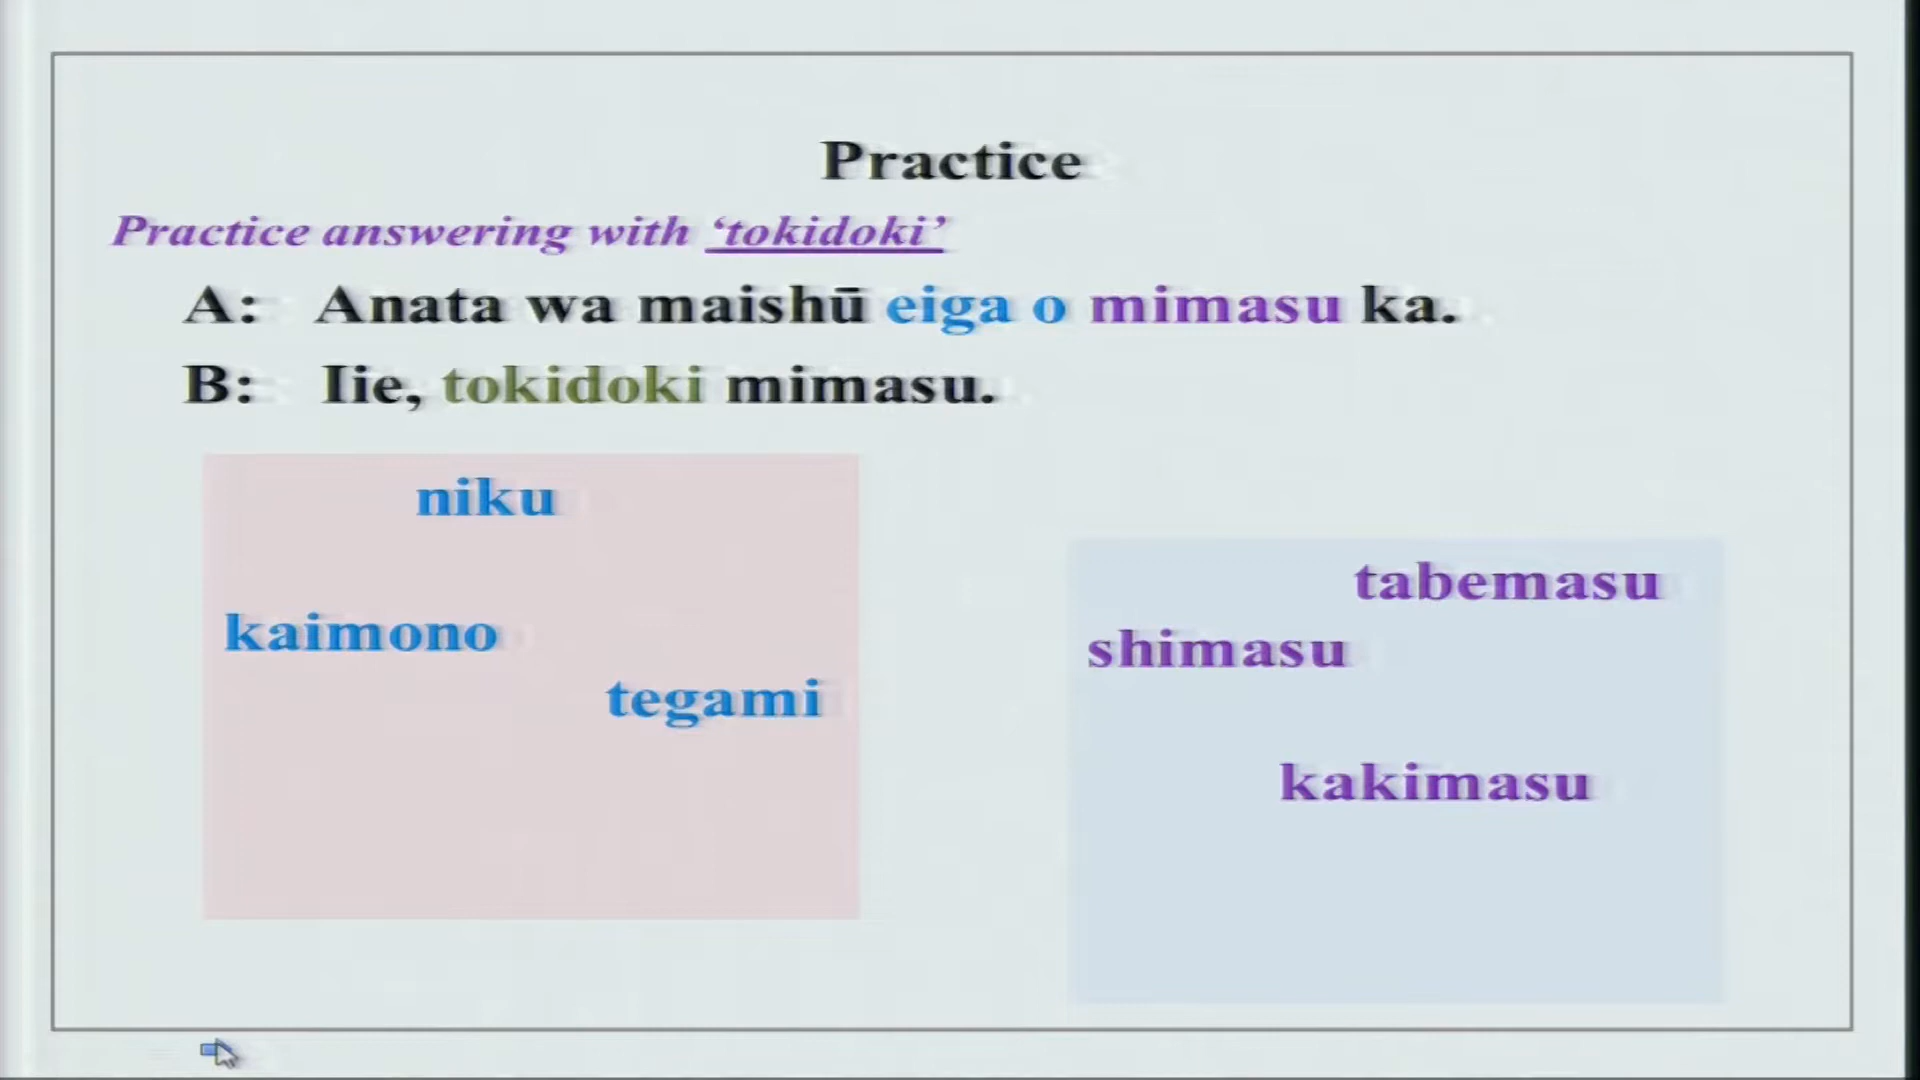 Practice
Practice answering with ‘tokidoki’
A: Anata wa maishū eiga o mimasu ka.
B: Iie, tokidoki mimasu.
niku
kaimono
tegami
tabemasu
shimasu
kakimasu